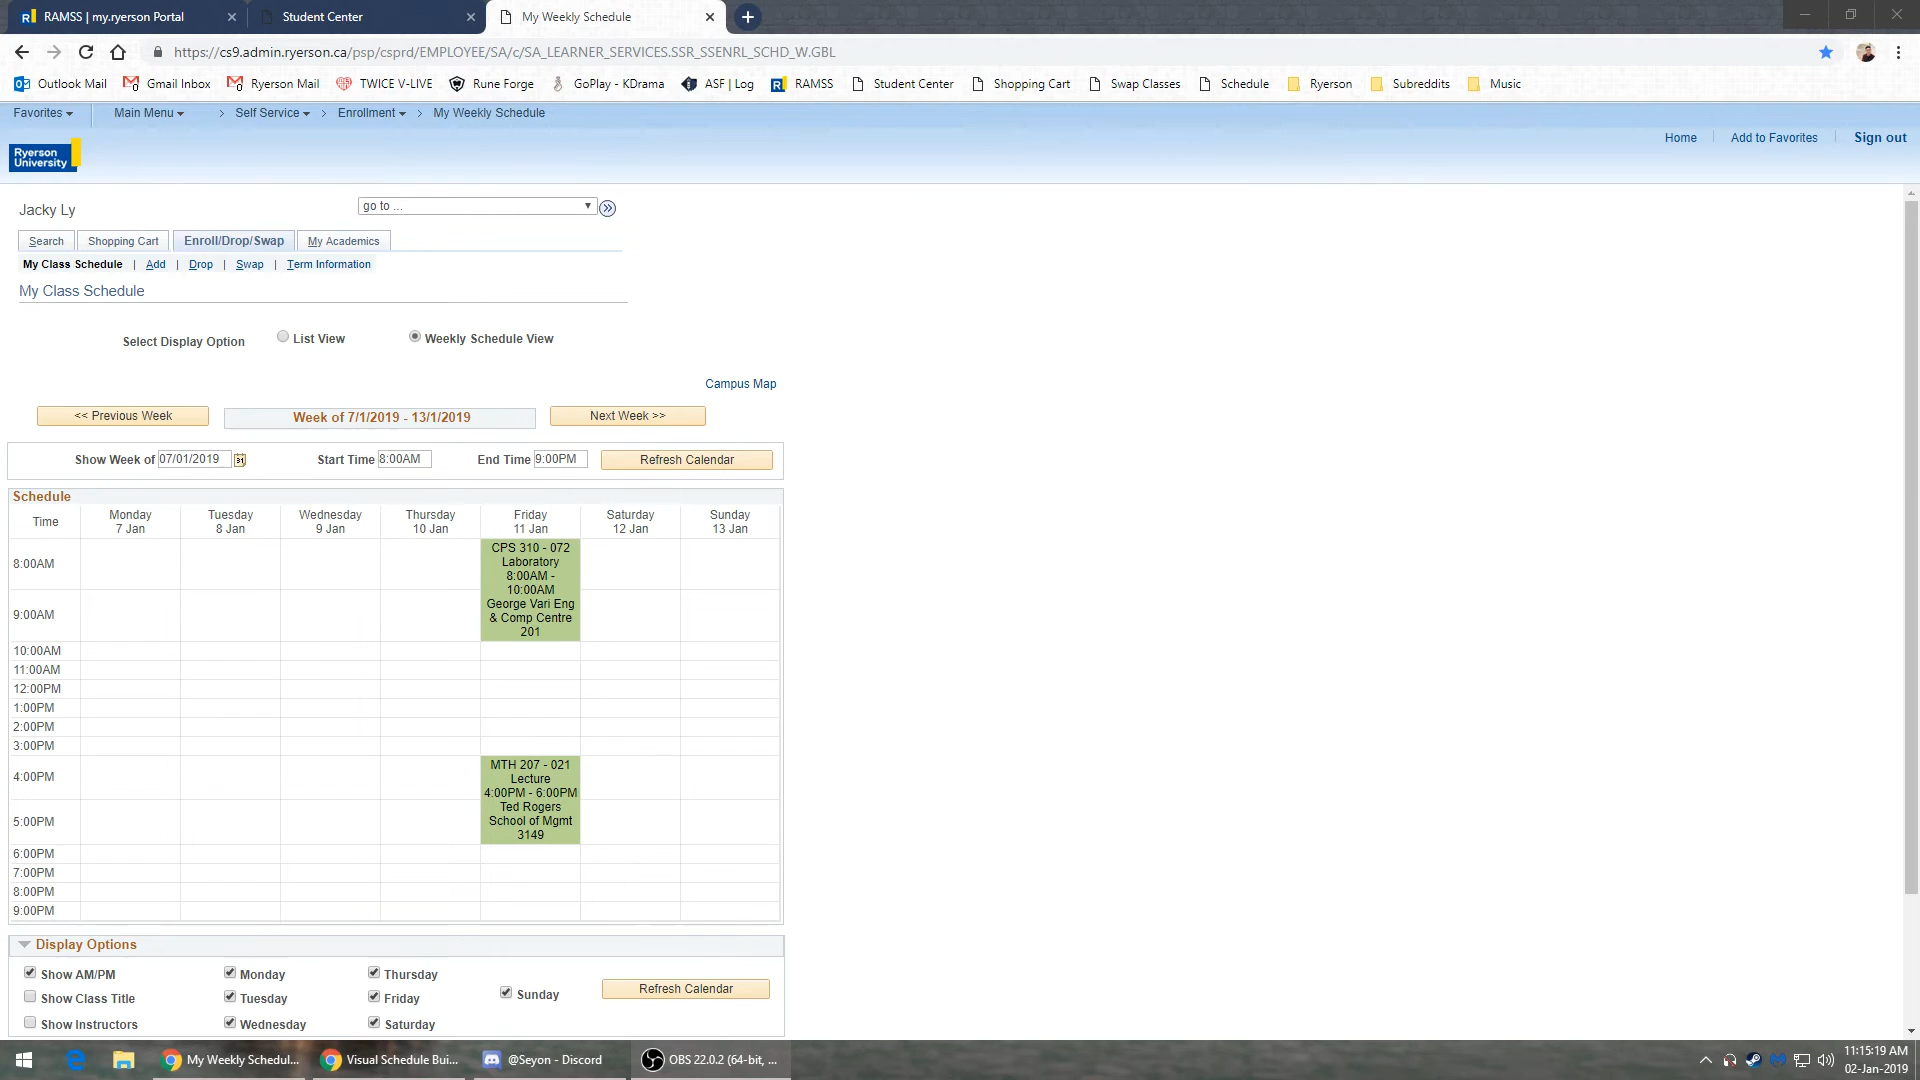 RAMSS | my.ryerson Portal
Student Center
My Weekly Schedule
https://cs9.admin.ryerson.ca/psp/csprd/EMPLOYEE/SA/c/SA_LEARNER_SERVICES.SSR_SSENRL_SCHD_W.GBL
Outlook Mail Gmail Inbox Ryerson Mail TWICE V-LIVE Rune Forge GoPlay - KDrama ASF | Log RAMSS Student Center Shopping Cart Swap Classes Schedule Ryerson Subreddits Music
Favorites Main Menu > Self Service > Enrollment > My Weekly Schedule
Home Add to Favorites Sign out
Ryerson
University
Jacky Ly
go to ...
Search Shopping Cart Enroll/Drop/Swap My Academics
My Class Schedule | Add | Drop | Swap | Term Information
My Class Schedule
Select Display Option List View Weekly Schedule View
Campus Map
<< Previous Week Week of 7/1/2019 - 13/1/2019 Next Week >>
Show Week of 07/01/2019 31 Start Time 8:00AM End Time 9:00PM Refresh Calendar
Schedule
Time
Monday
7 Jan
Tuesday
8 Jan
Wednesday
9 Jan
Thursday
10 Jan
Friday
11 Jan
Saturday
12 Jan
Sunday
13 Jan
8:00AM
9:00AM
CPS 310 - 072
Laboratory
8:00AM -
10:00AM
George Vari Eng
& Comp Centre
201
10:00AM
11:00AM
12:00PM
1:00PM
2:00PM
3:00PM
4:00PM
5:00PM
MTH 207 - 021
Lecture
4:00PM - 6:00PM
Ted Rogers
School of Mgmt
3149
6:00PM
7:00PM
8:00PM
9:00PM
Display Options
Show AM/PM Monday Thursday
Show Class Title Tuesday Friday Sunday Refresh Calendar
Show Instructors Wednesday Saturday
My Weekly Schedul... Visual Schedule Bui... @Seyon - Discord OBS 22.0.2 (64-bit, ...
11:15:19 AM
02-Jan-2019